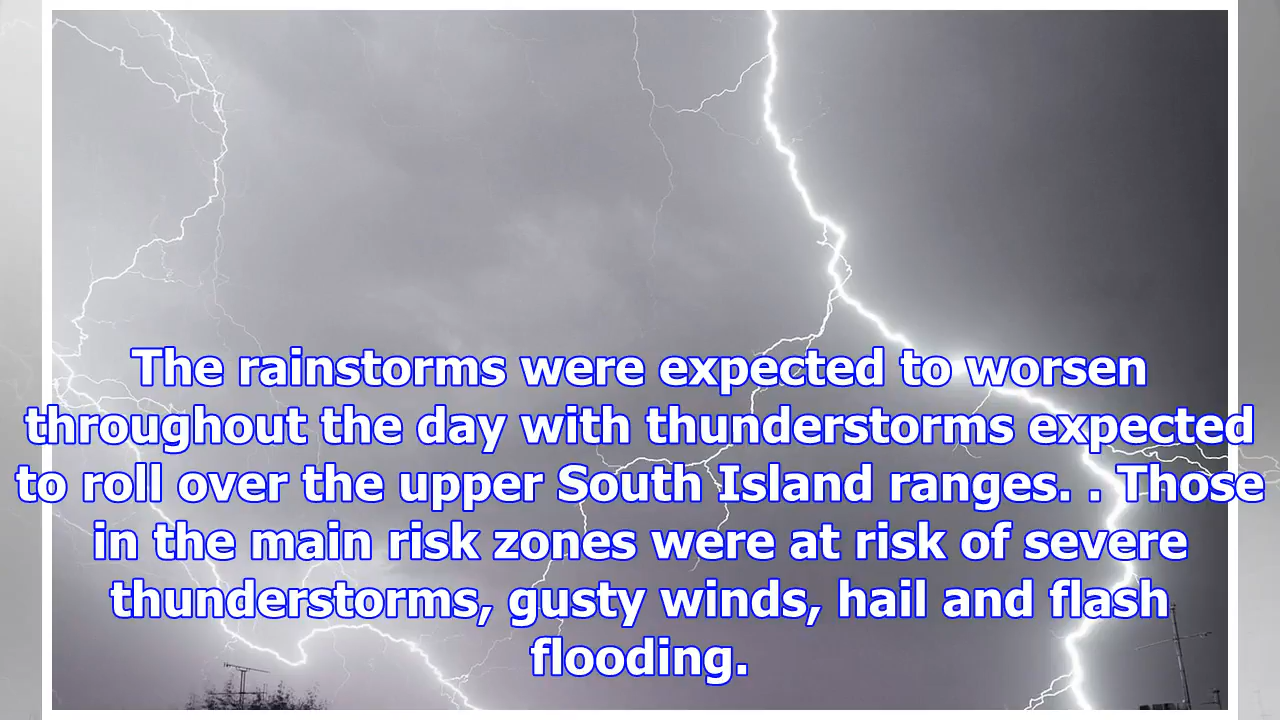 The rainstorms were expected to worsen
throughout the day with thunderstorms expected
to roll over the upper South Island ranges. . Those
in the main risk zones were at risk of severe
thunderstorms, gusty winds, hail and flash
flooding.